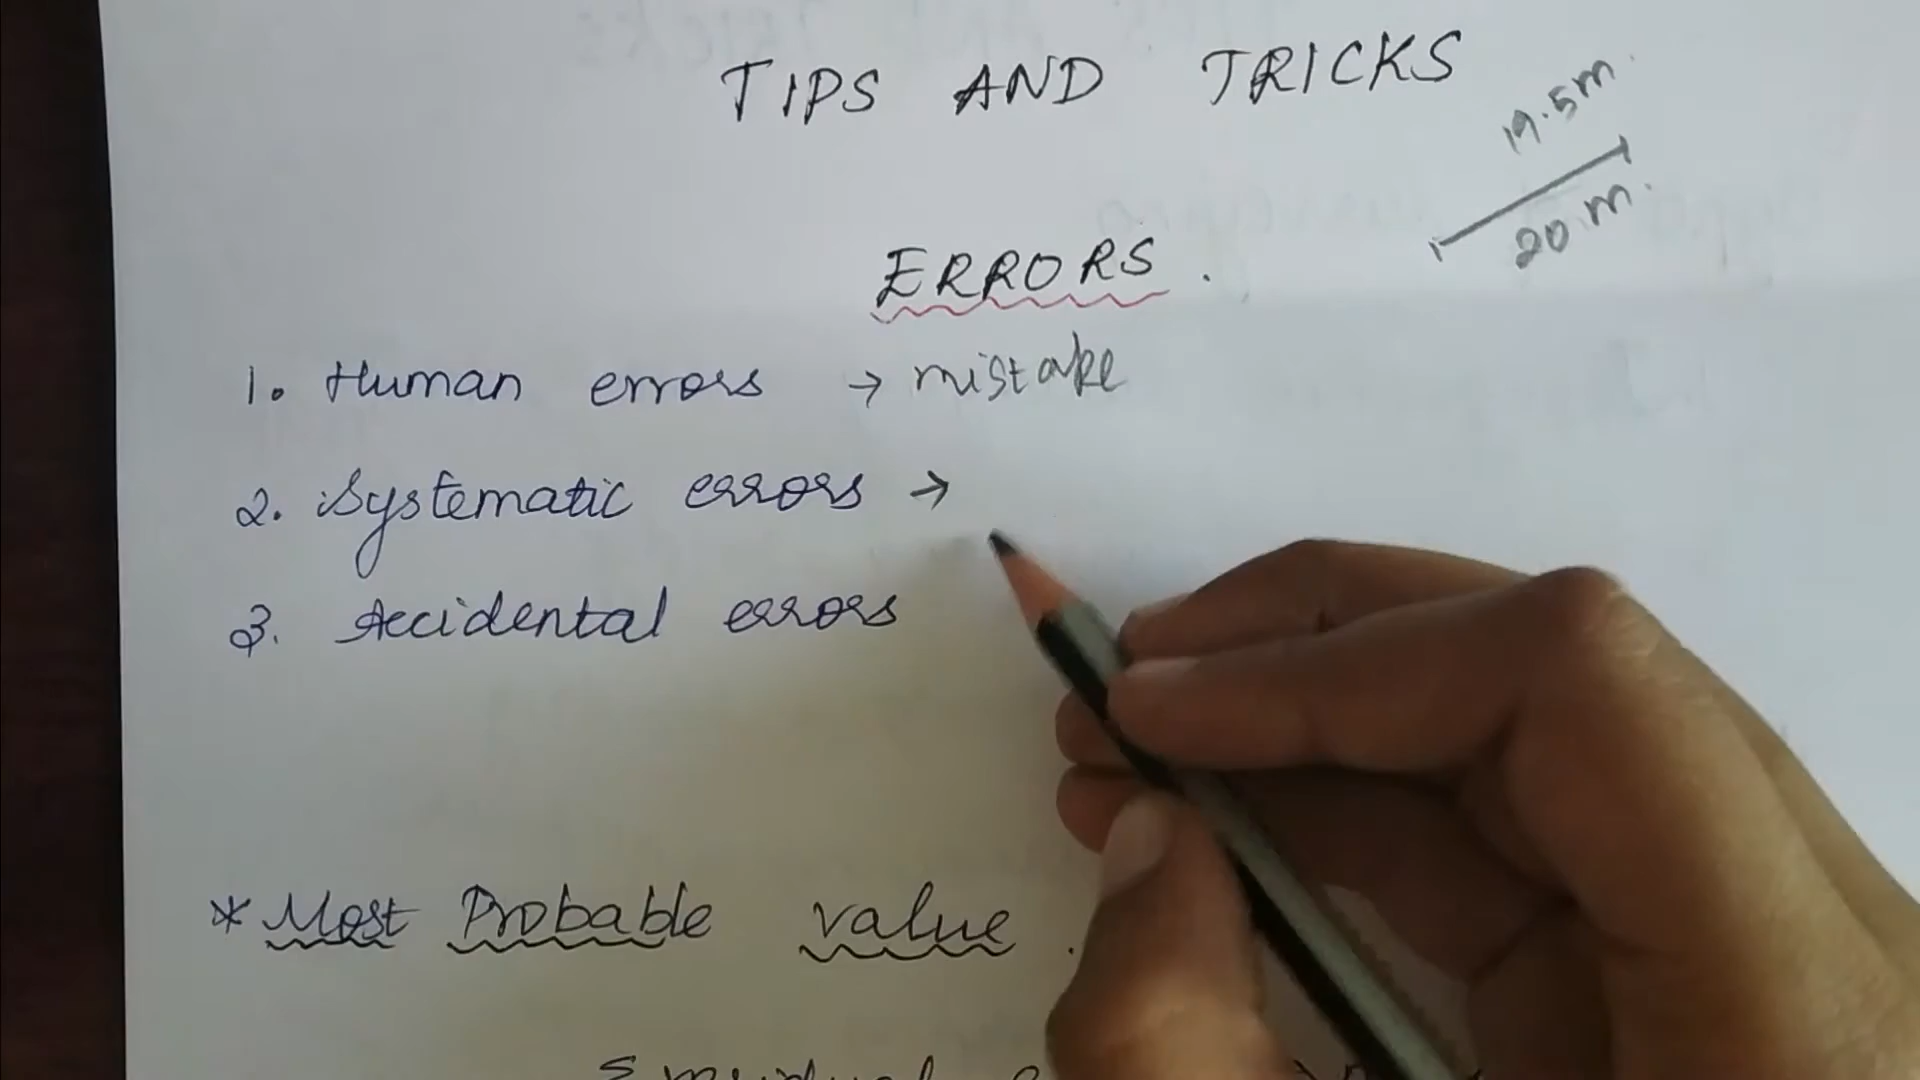 TIPS AND TRICKS
19.5m.
20 m.
ERRORS.
1. Human errors → mistake
2. Systematic errors →
3. Accidental errors
* Most Probable value.